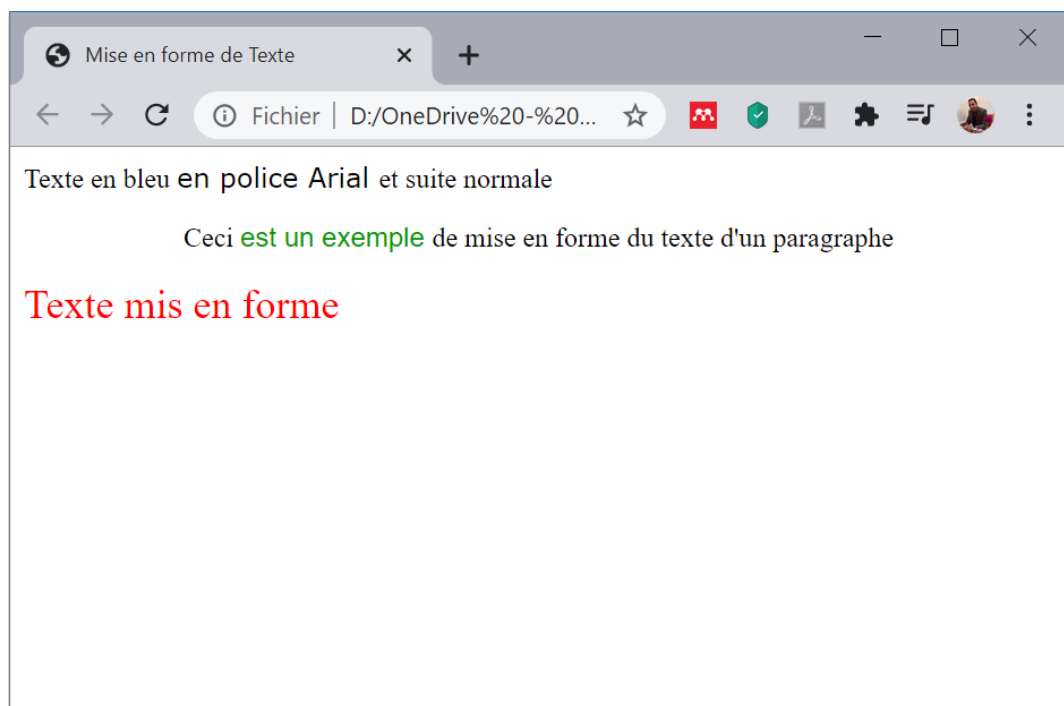 Mise en forme de Texte
Fichier | D:/OneDrive%20-%20...
Texte en bleu en police Arial et suite normale
Ceci est un exemple de mise en forme du texte d'un paragraphe
Texte mis en forme